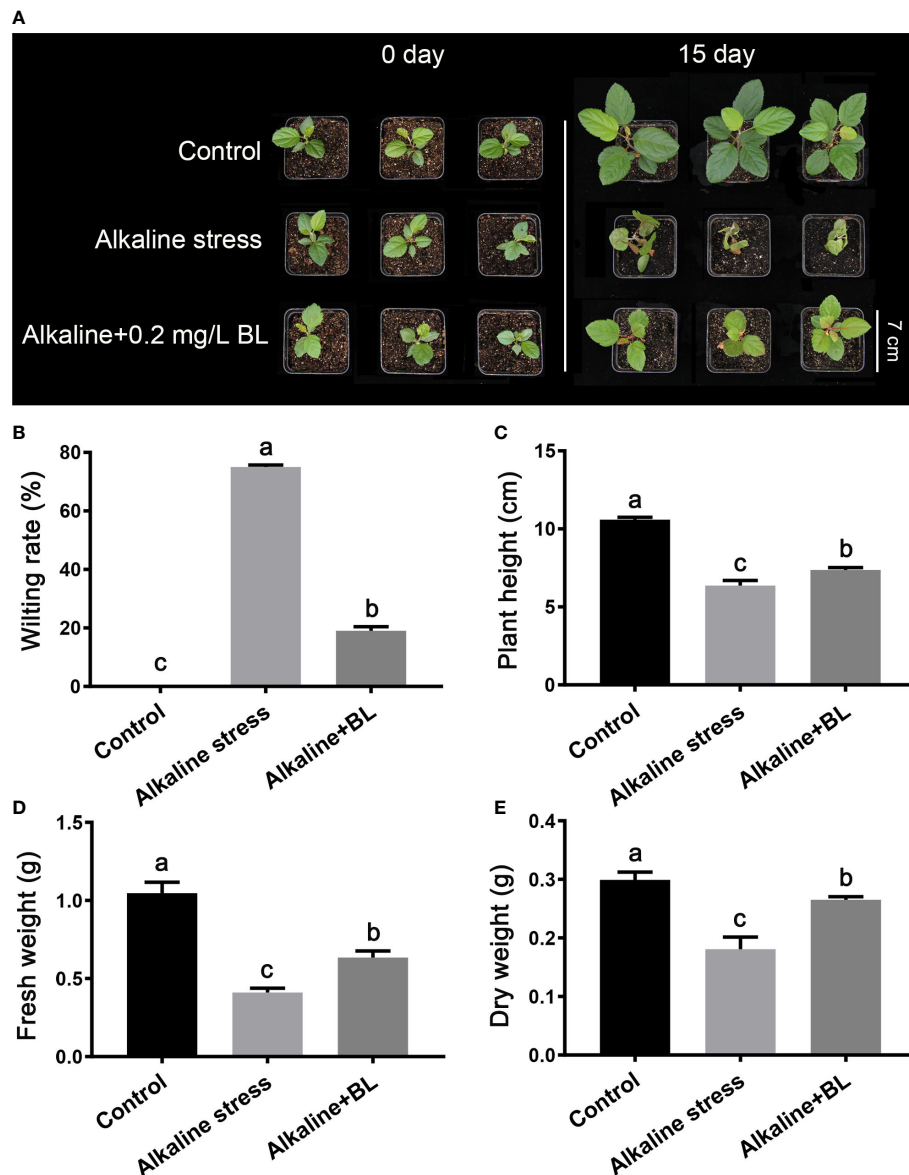 A
0 day 15 day
Control
Alkaline stress
Alkaline+0.2 mg/L BL
7 cm
B
Wilting rate (%)
80
60
40
20
0
c
a
b
Control
Alkaline stress
Alkaline+BL
C
Plant height (cm)
15
10
5
0
a
c
b
Control
Alkaline stress
Alkaline+BL
D
Fresh weight (g)
1.5
1.0
0.5
0.0
a
c
b
Control
Alkaline stress
Alkaline+BL
E
Dry weight (g)
0.4
0.3
0.2
0.1
0.0
a
c
b
Control
Alkaline stress
Alkaline+BL